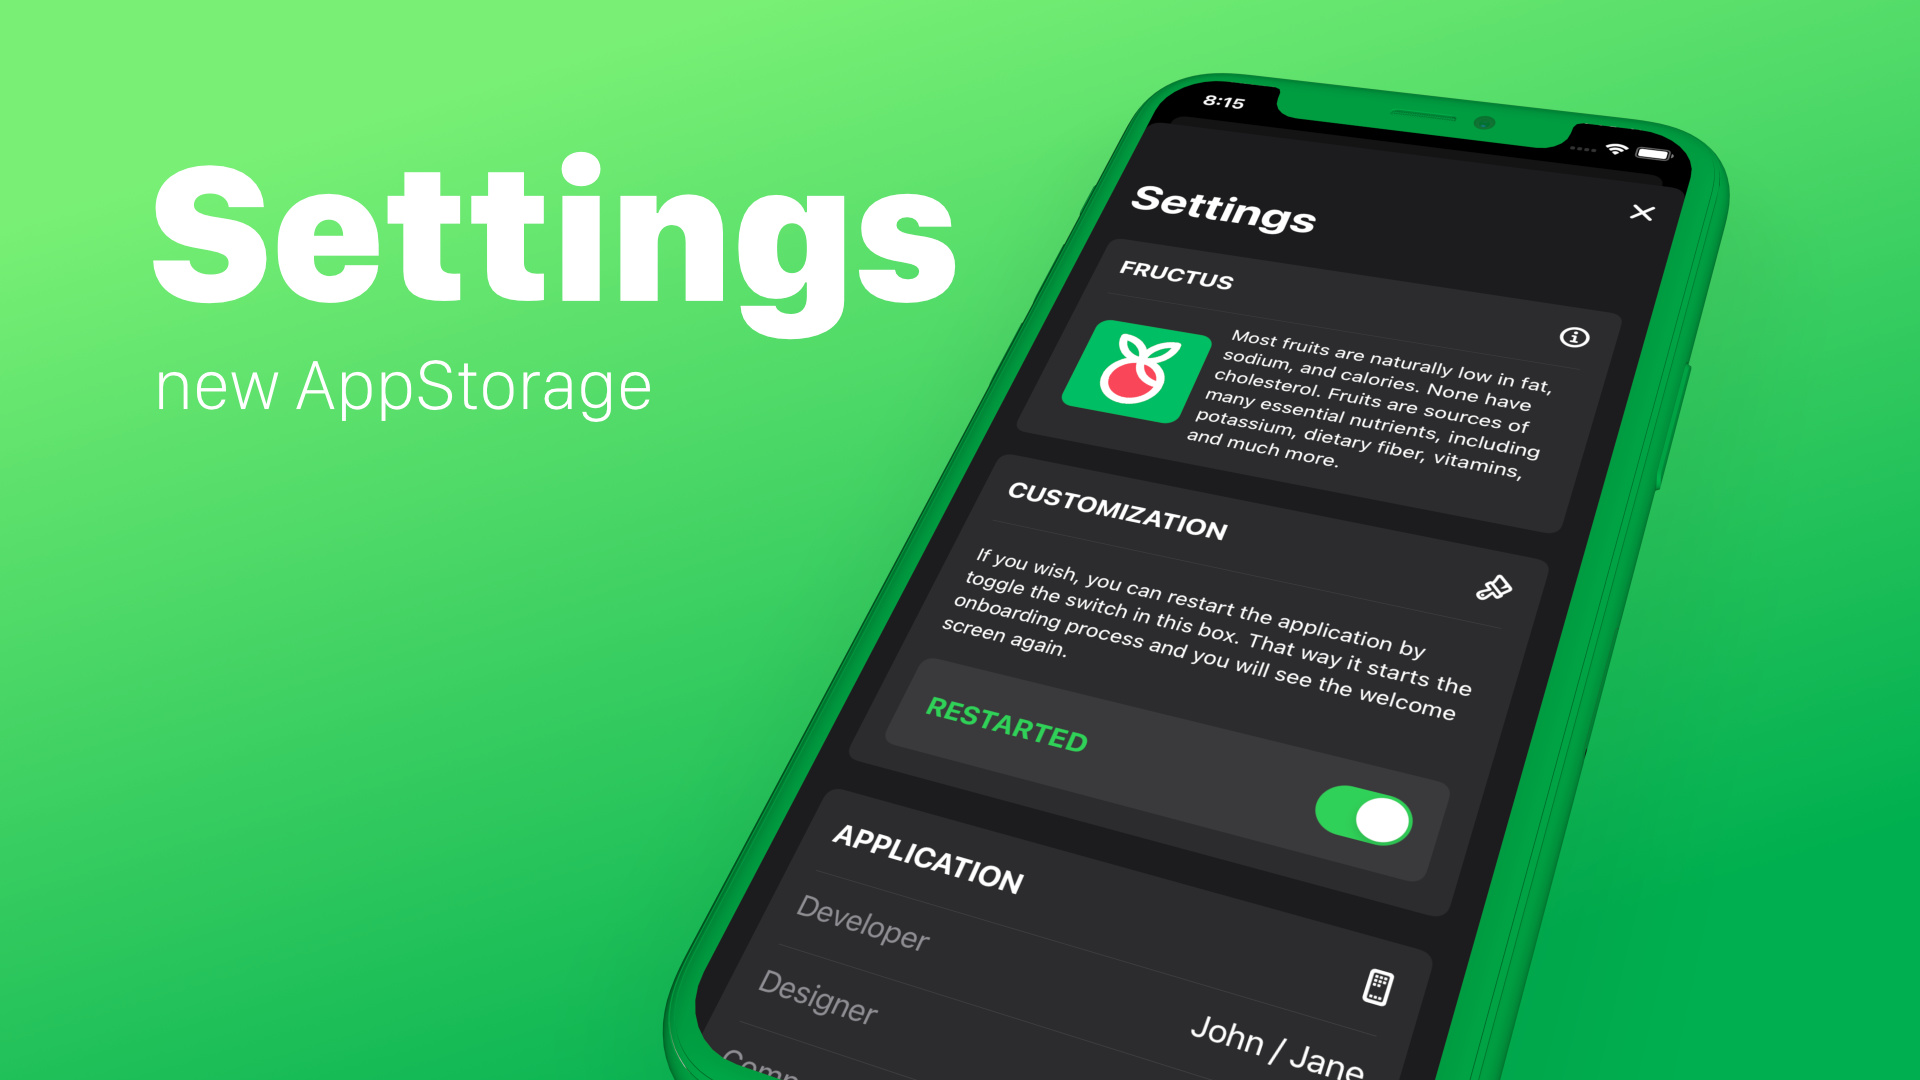 Settings
new AppStorage
8:15
Settings
FRUCTUS
Most fruits are naturally low in fat,
sodium, and calories. None have
cholesterol. Fruits are sources of
many essential nutrients, including
potassium, dietary fiber, vitamins,
and much more.
CUSTOMIZATION
If you wish, you can restart the application by
toggle the switch in this box. That way it starts the
onboarding process and you will see the welcome
screen again.
RESTARTED
APPLICATION
Developer
Designer
John / Jane